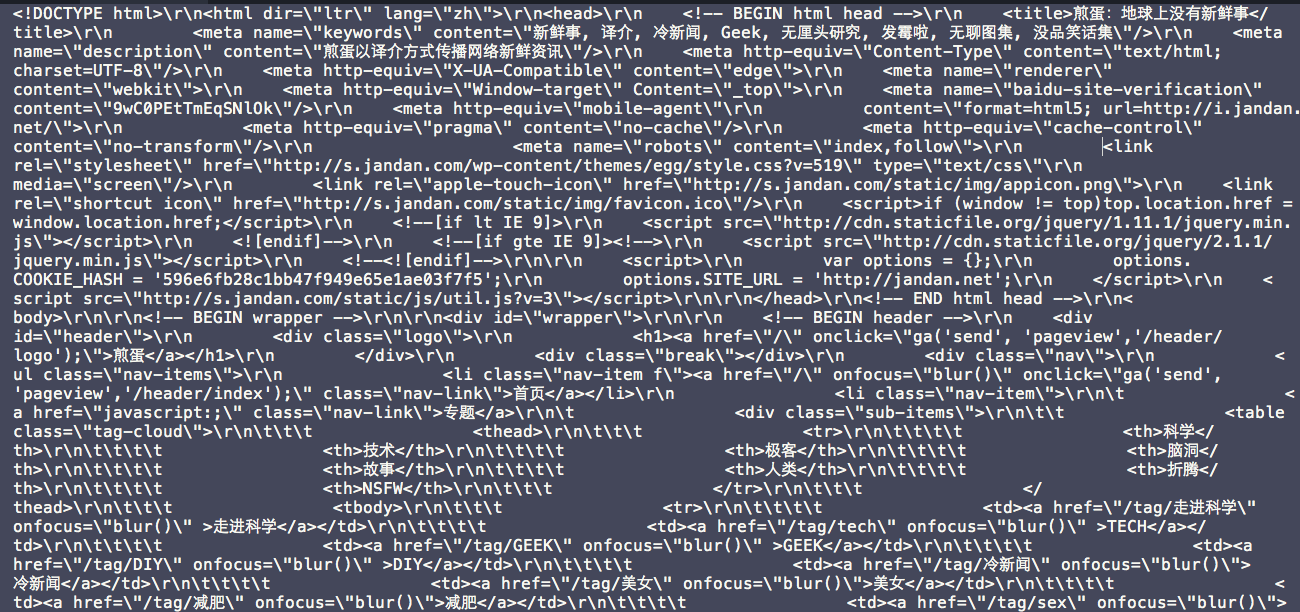 <!DOCTYPE html>\r\n<html dir=\"ltr\" lang=\"zh\">\r\n<head>\r\n    <!-- BEGIN html head -->\r\n    <title>煎蛋：地球上没有新鲜事</
title>\r\n        <meta name=\"keywords\" content=\"新鲜事, 译介, 冷新闻, Geek, 无厘头研究, 发霉啦, 无聊图集, 没品笑话集\"/>\r\n    <meta
name=\"description\" content=\"煎蛋以译介方式传播网络新鲜资讯\"/>\r\n    <meta http-equiv=\"Content-Type\" content=\"text/html;
charset=UTF-8\"/>\r\n    <meta http-equiv=\"X-UA-Compatible\" content=\"edge\">\r\n    <meta name=\"renderer\"
content=\"webkit\">\r\n    <meta http-equiv=\"Window-target\" Content=\"_top\">\r\n    <meta name=\"baidu-site-verification\"
content=\"9wC0PEtTmEqSNlOk\"/>\r\n    <meta http-equiv=\"mobile-agent\"\r\n          content=\"format=html5; url=http://i.jandan.
net/\">\r\n            <meta http-equiv=\"pragma\" content=\"no-cache\"/>\r\n        <meta http-equiv=\"cache-control\"
content=\"no-transform\"/>\r\n                    <meta name=\"robots\" content=\"index,follow\">\r\n        <link
rel=\"stylesheet\" href=\"http://s.jandan.com/wp-content/themes/egg/style.css?v=519\" type=\"text/css\"\r\n
media=\"screen\"/>\r\n        <link rel=\"apple-touch-icon\" href=\"http://s.jandan.com/static/img/appicon.png\">\r\n    <link
rel=\"shortcut icon\" href=\"http://s.jandan.com/static/img/favicon.ico\"/>\r\n        <script>if (window != top)top.location.href =
window.location.href;</script>\r\n    <!--[if lt IE 9]>\r\n    <script src=\"http://cdn.staticfile.org/jquery/1.11.1/jquery.min.
js\"></script>\r\n    <![endif]-->\r\n    <!--[if gte IE 9]><!-->\r\n    <script src=\"http://cdn.staticfile.org/jquery/2.1.1/
jquery.min.js\"></script>\r\n    <!--<![endif]-->\r\n\r\n    <script>\r\n        var options = {};\r\n        options.
COOKIE_HASH = '596e6fb28c1bb47f949e65e1ae03f7f5';\r\n        options.SITE_URL = 'http://jandan.net';\r\n    </script>\r\n    <
script src=\"http://s.jandan.com/static/js/util.js?v=3\"></script>\r\n\r\n</head>\r\n<!-- END html head -->\r\n<
body>\r\n\r\n<!-- BEGIN wrapper -->\r\n\r\n<div id=\"wrapper\">\r\n\r\n    <!-- BEGIN header -->\r\n    <div
id=\"header\">\r\n        <div class=\"logo\">\r\n            <h1><a href=\"/\" onclick=\"ga('send', 'pageview','/header/
logo');\">煎蛋</a></h1>\r\n        </div>\r\n        <div class=\"break\"></div>\r\n        <div class=\"nav\">\r\n            <
ul class=\"nav-items\">\r\n                <li class=\"nav-item f\"><a href=\"/\" onfocus=\"blur()\" onclick=\"ga('send',
'pageview','/header/index');\" class=\"nav-link\">首页</a></li>\r\n                <li class=\"nav-item\">\r\n\t                <
a href=\"javascript:;\" class=\"nav-link\">专题</a>\r\n\t                <div class=\"sub-items\">\r\n\t\t                <table
class=\"tag-cloud\">\r\n\t\t\t                <thead>\r\n\t\t\t                <tr>\r\n\t\t\t\t                <th>科学</
th>\r\n\t\t\t\t                <th>技术</th>\r\n\t\t\t\t                <th>极客</th>\r\n\t\t\t\t                <th>脑洞</
th>\r\n\t\t\t\t                <th>故事</th>\r\n\t\t\t\t                <th>人类</th>\r\n\t\t\t\t                <th>折腾</
th>\r\n\t\t\t\t                <th>NSFW</th>\r\n\t\t\t                </tr>\r\n\t\t\t                </
thead>\r\n\t\t\t                <tbody>\r\n\t\t\t                <tr>\r\n\t\t\t\t                <td><a href=\"/tag/走进科学\"
onfocus=\"blur()\" >走进科学</a></td>\r\n\t\t\t\t                <td><a href=\"/tag/tech\" onfocus=\"blur()\" >TECH</a></
td>\r\n\t\t\t\t                <td><a href=\"/tag/GEEK\" onfocus=\"blur()\" >GEEK</a></td>\r\n\t\t\t\t                <td><a
href=\"/tag/DIY\" onfocus=\"blur()\" >DIY</a></td>\r\n\t\t\t\t                <td><a href=\"/tag/冷新闻\" onfocus=\"blur()\">
冷新闻</a></td>\r\n\t\t\t\t                <td><a href=\"/tag/美女\" onfocus=\"blur()\">美女</a></td>\r\n\t\t\t\t                <
td><a href=\"/tag/减肥\" onfocus=\"blur()\">减肥</a></td>\r\n\t\t\t\t                <td><a href=\"/tag/sex\" onfocus=\"blur()\">